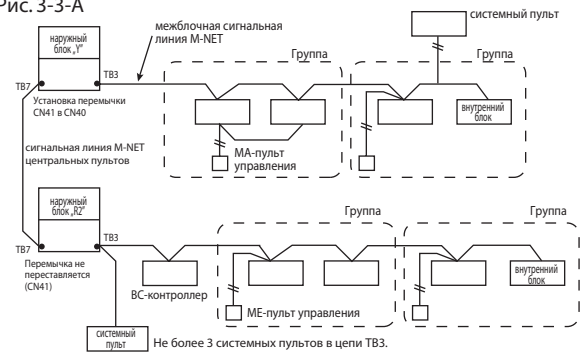 Рис. 3-3-A
системный пульт
наружный
блок „Y"
межблочная сигнальная
линия M-NET
Группа
Группа
TB7
TB3
Установка перемычки
CN41 в CN40
внутренний
блок
сигнальная линия M-NET
центральных пультов
MA-пульт
управления
наружный
блок „R2"
Группа
Группа
TB7
TB3
Перемычка не
переставляется
(CN41)
BC-контроллер
внутренний
блок
ME-пульт управления
системный
пульт
Не более 3 системных пультов в цепи TB3.